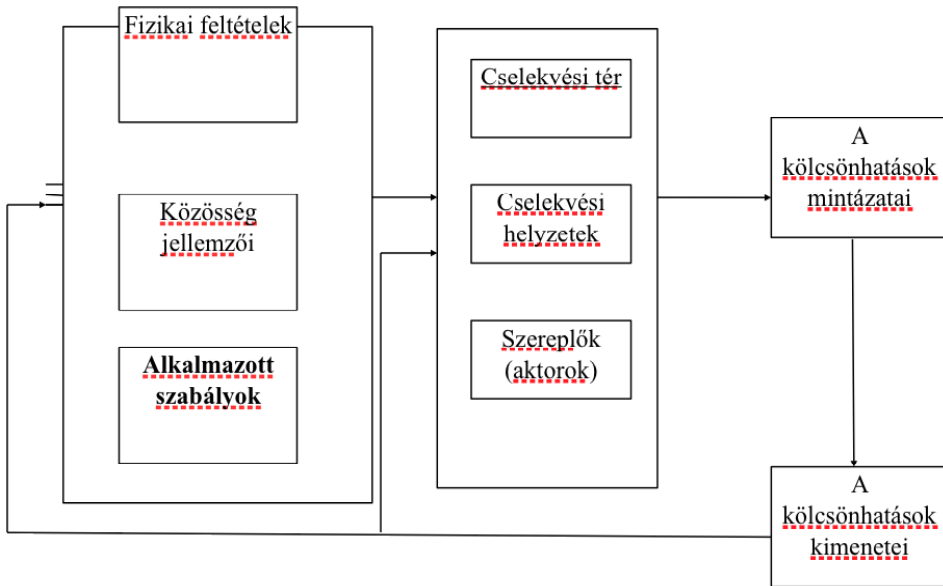 Fizikai feltételek
Közösség
jellemzői
Alkalmazott
szabályok
Cselekvési tér
Cselekvési
helyzetek
Szereplők
(aktorok)
A
kölcsönhatások
mintázatai
A
kölcsönhatások
kimenetei